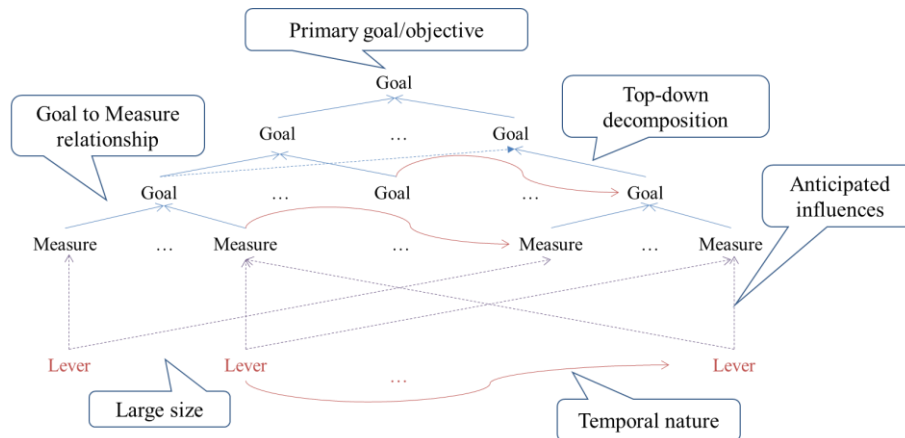 Primary goal/objective
Goal
Goal to Measure
relationship
Top-down
decomposition
Goal … Goal
Goal … Goal … Goal
Anticipated
influences
Measure … Measure … Measure … Measure
Lever Lever … Lever
Large size
Temporal nature